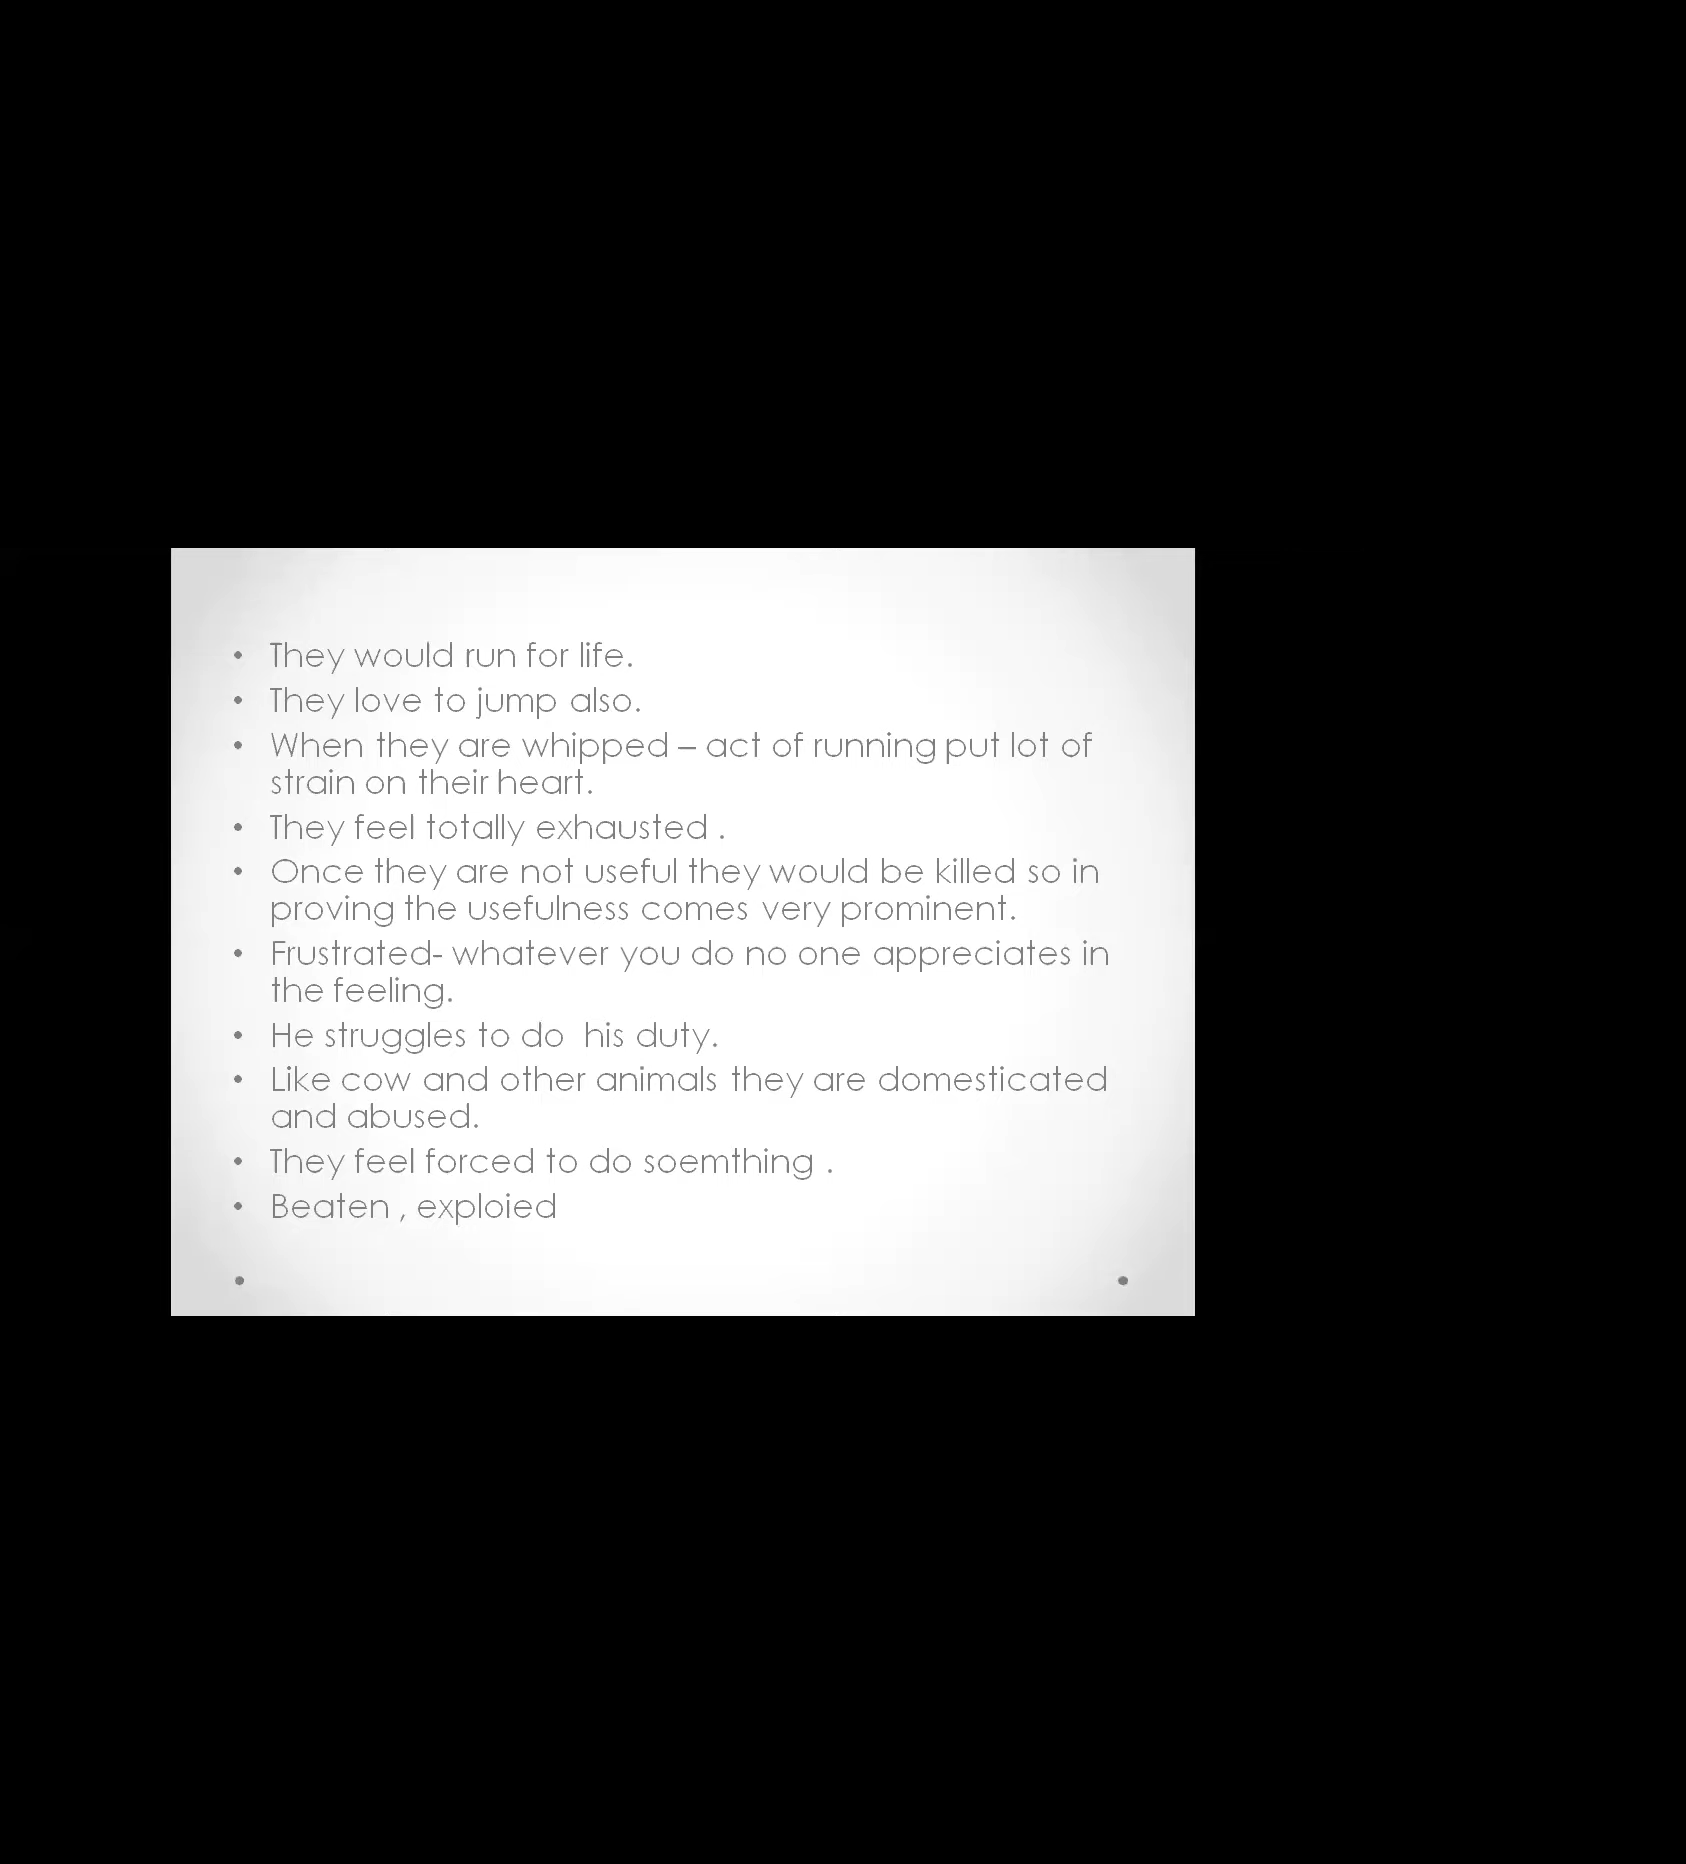 • They would run for life.
• They love to jump also.
• When they are whipped – act of running put lot of
strain on their heart.
• They feel totally exhausted .
• Once they are not useful they would be killed so in
proving the usefulness comes very prominent.
• Frustrated- whatever you do no one appreciates in
the feeling.
• He struggles to do  his duty.
• Like cow and other animals they are domesticated
and abused.
• They feel forced to do soemthing .
• Beaten , exploied